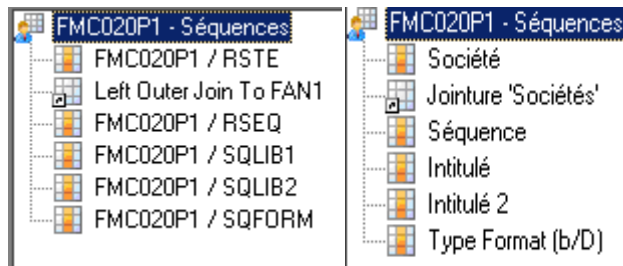 FMC020P1 - Séquences
FMC020P1 / RSTE
Left Outer Join To FAN1
FMC020P1 / RSEQ
FMC020P1 / SQLIB1
FMC020P1 / SQLIB2
FMC020P1 / SQFORM
FMC020P1 - Séquences
Société
Jointure 'Sociétés'
Séquence
Intitulé
Intitulé 2
Type Format (b/D)